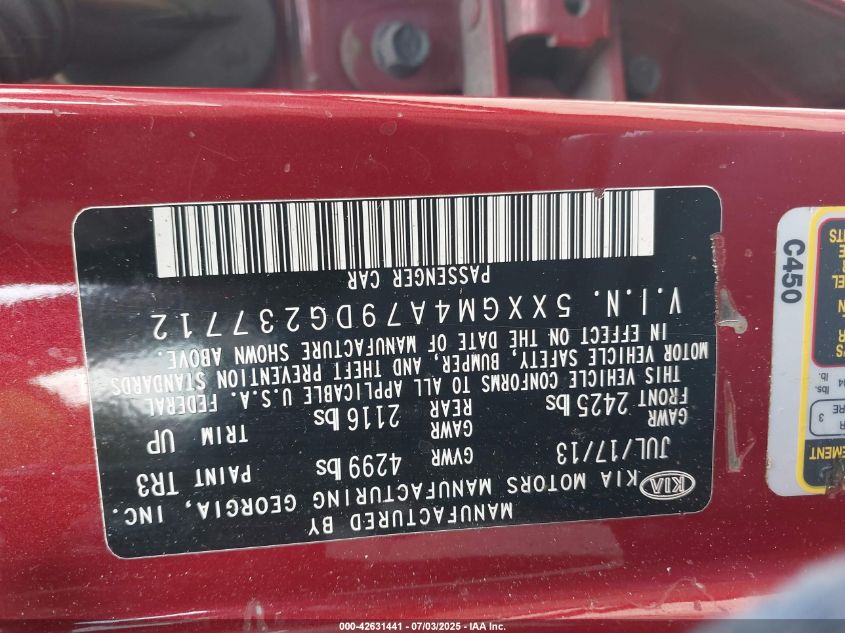 MANUFACTURED BY
KIA KIA MOTORS MANUFACTURING GEORGIA, INC.
JUL/17/13 GVWR 4299 lbs PAINT TR3
GAWR FRONT 2425 lbs GAWR REAR 2116 lbs TRIM UP
THIS VEHICLE CONFORMS TO ALL APPLICABLE U.S.A. FEDERAL
MOTOR VEHICLE SAFETY, BUMPER, AND THEFT PREVENTION STANDARDS
IN EFFECT ON THE DATE OF MANUFACTURE SHOWN ABOVE.
V.I.N. 5XXGM4A79DG237712
PASSENGER CAR
C450
000-42631441 - 07/03/2025 - IAA Inc.